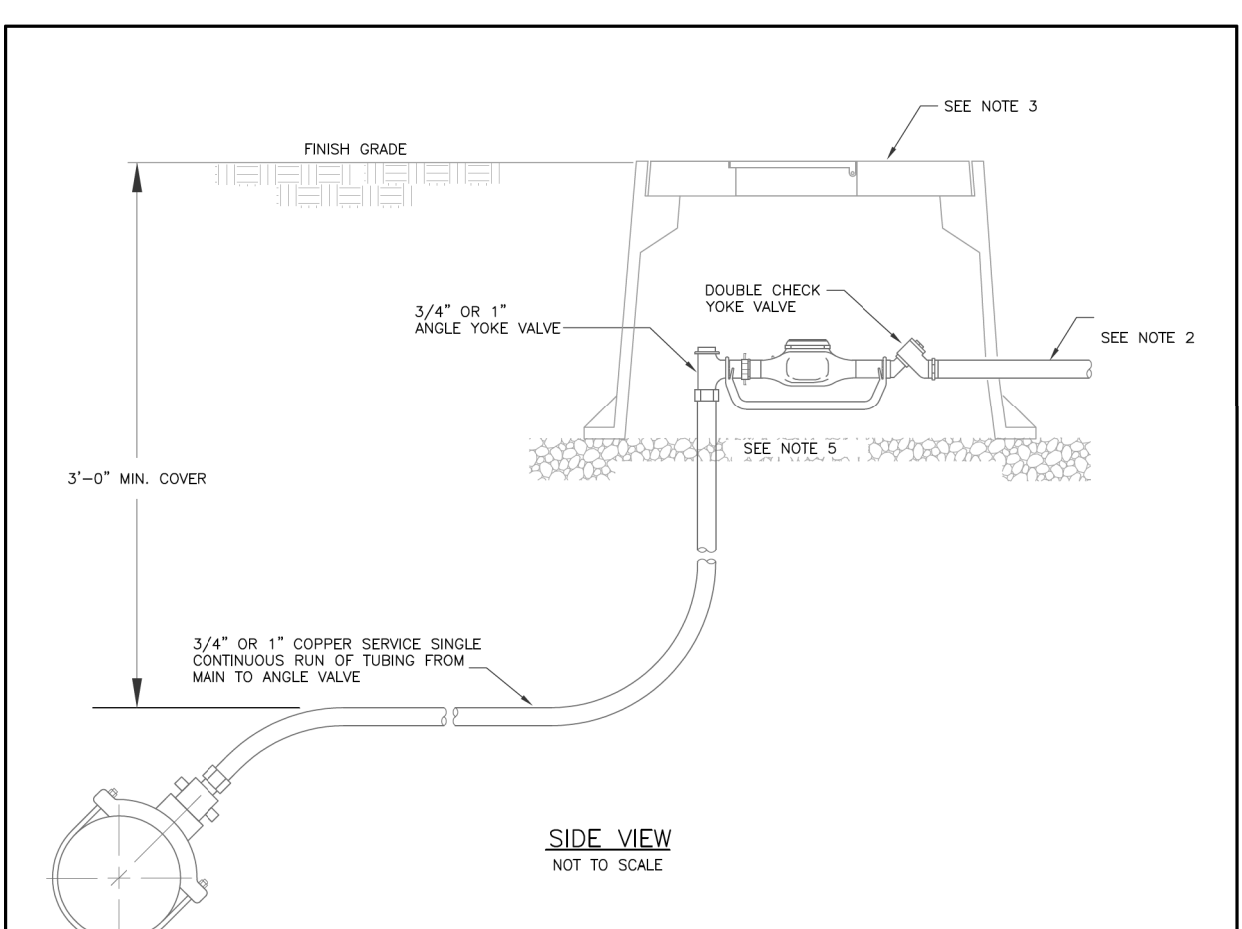 SEE NOTE 3
FINISH GRADE
DOUBLE CHECK
YOKE VALVE
3/4” OR 1”
ANGLE YOKE VALVE
SEE NOTE 2
SEE NOTE 5
3’–0” MIN. COVER
3/4” OR 1” COPPER SERVICE SINGLE
CONTINUOUS RUN OF TUBING FROM
MAIN TO ANGLE VALVE
SIDE VIEW
NOT TO SCALE